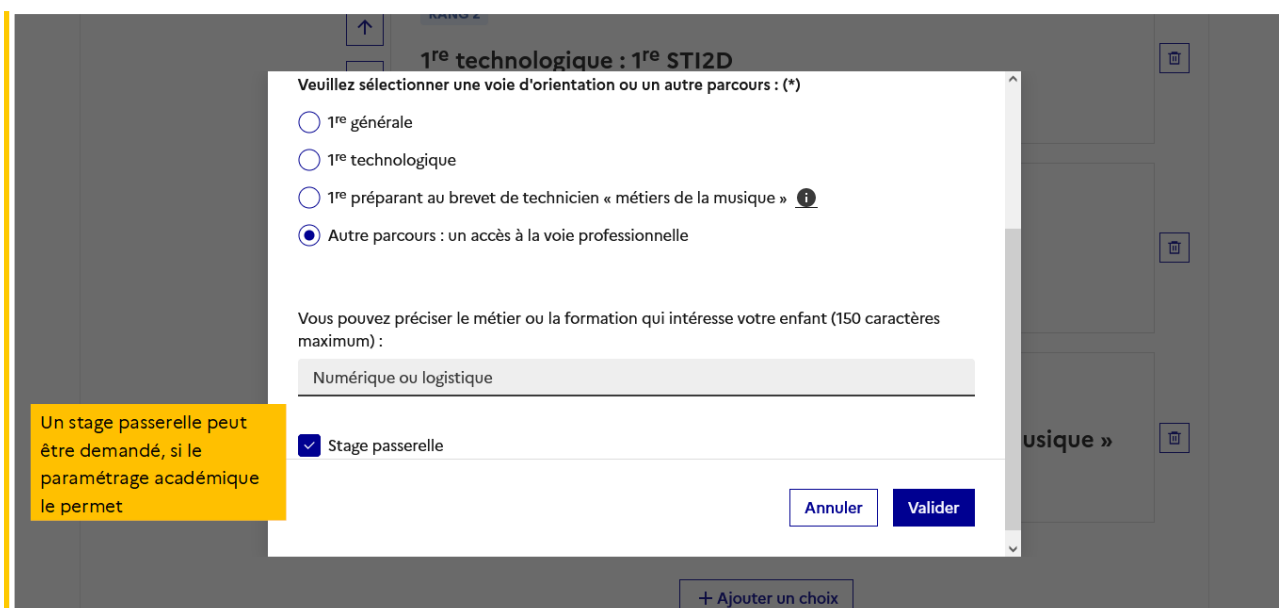 RANG 2
1re technologique : 1re STI2D
Veuillez sélectionner une voie d'orientation ou un autre parcours : (*)
1re générale
1re technologique
1re préparant au brevet de technicien « métiers de la musique »
Autre parcours : un accès à la voie professionnelle
Vous pouvez préciser le métier ou la formation qui intéresse votre enfant (150 caractères
maximum) :
Numérique ou logistique
Un stage passerelle peut
être demandé, si le
paramétrage académique
le permet
Stage passerelle
usique »
Annuler
Valider
+ Ajouter un choix